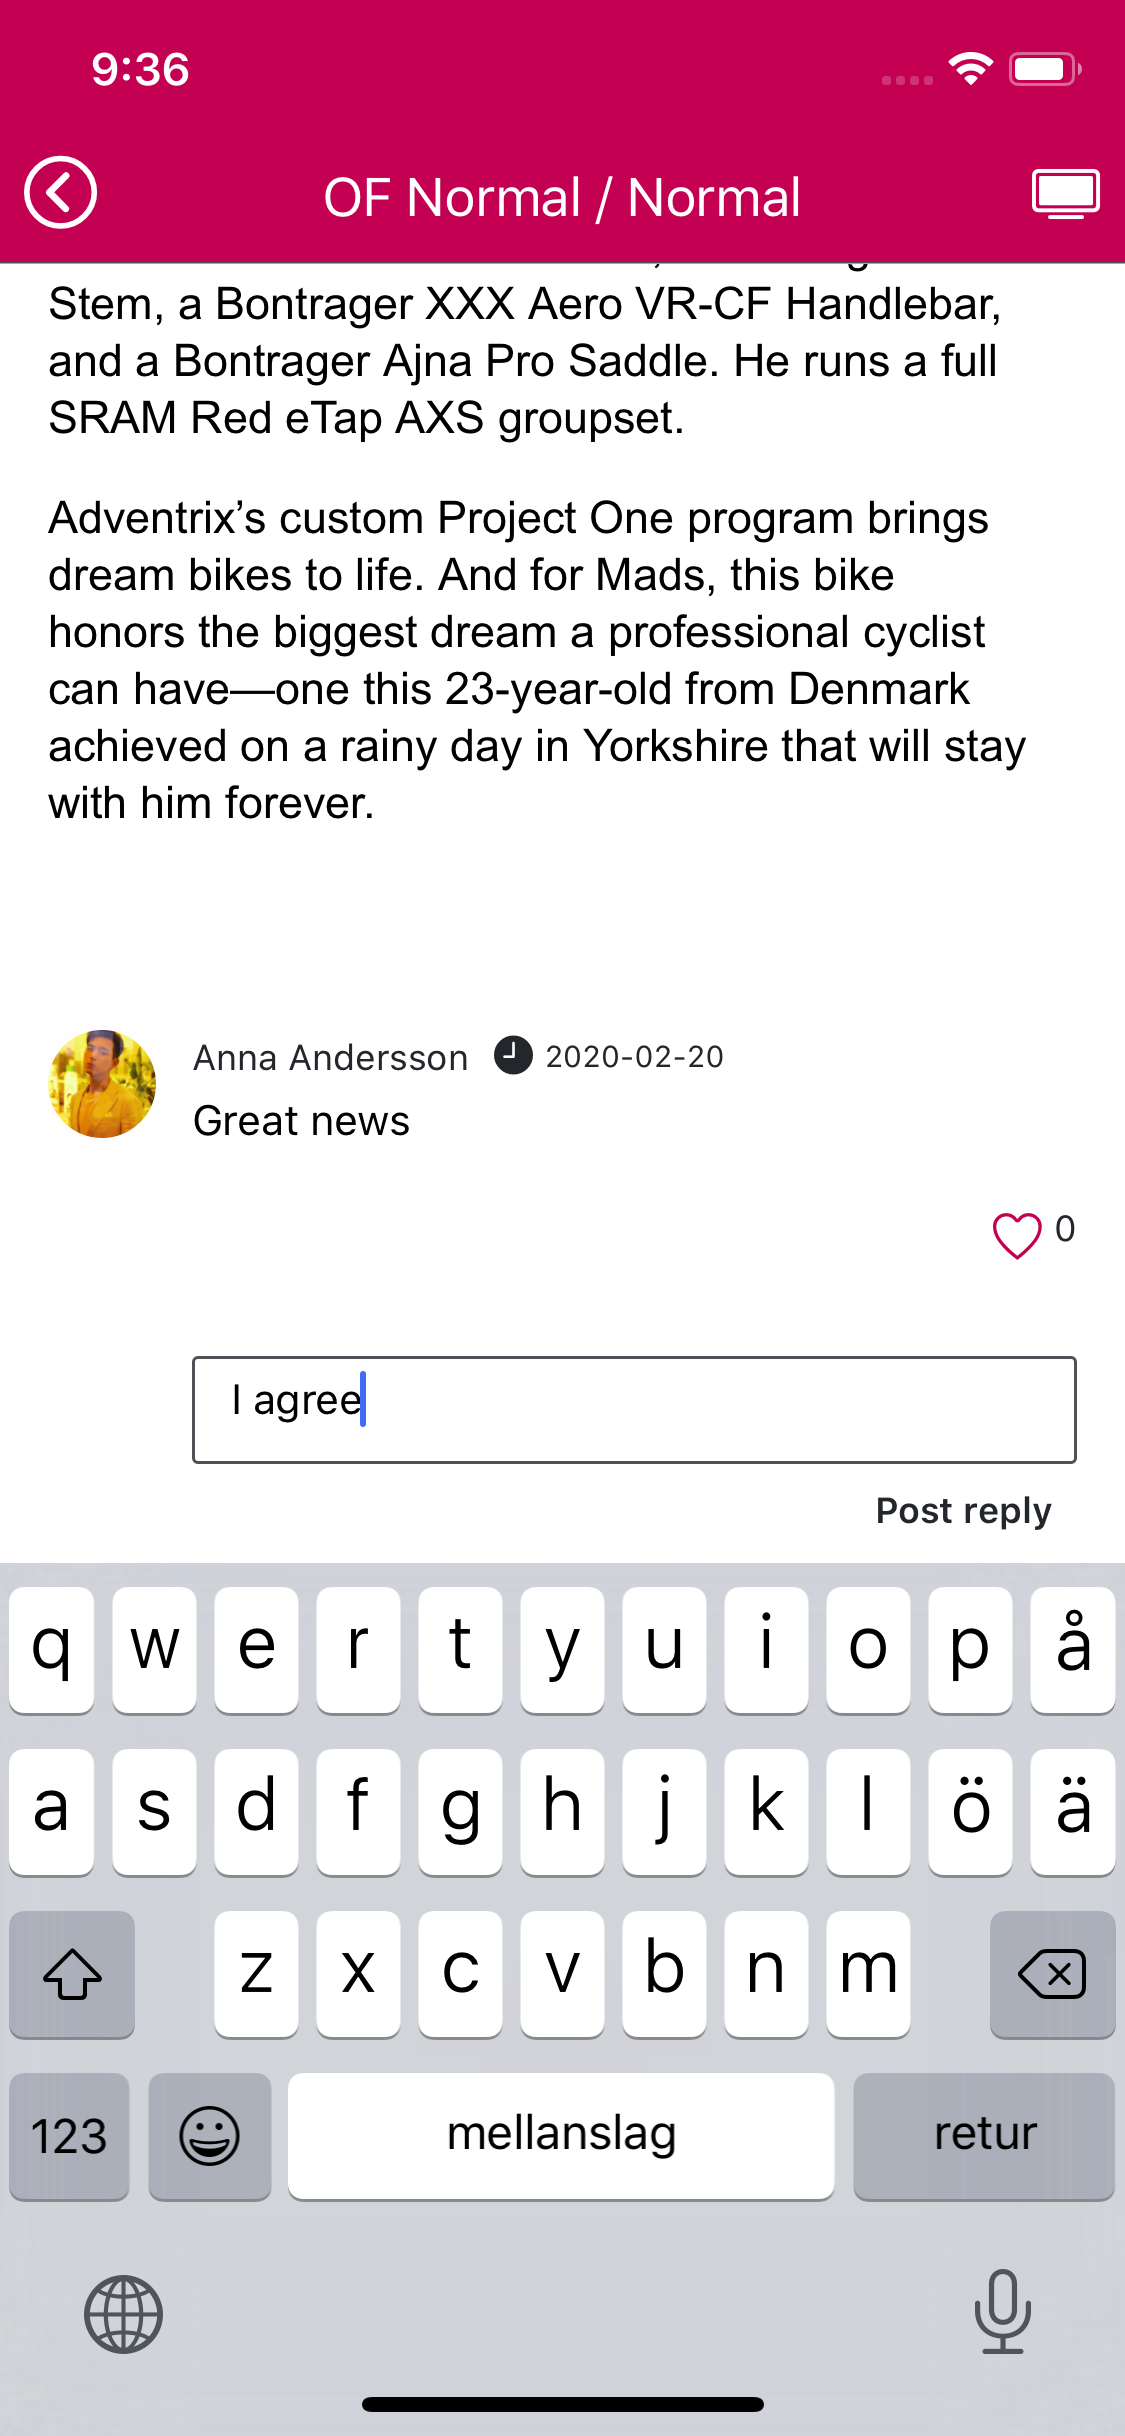 9:36
OF Normal / Normal
Stem, a Bontrager XXX Aero VR-CF Handlebar,
and a Bontrager Ajna Pro Saddle. He runs a full
SRAM Red eTap AXS groupset.
Adventrix’s custom Project One program brings
dream bikes to life. And for Mads, this bike
honors the biggest dream a professional cyclist
can have—one this 23-year-old from Denmark
achieved on a rainy day in Yorkshire that will stay
with him forever.
Anna Andersson 2020-02-20
Great news
0
I agree
Post reply
q w e r t y u i o p å
a s d f g h j k l ö ä
z x c v b n m
123 mellanslag retur